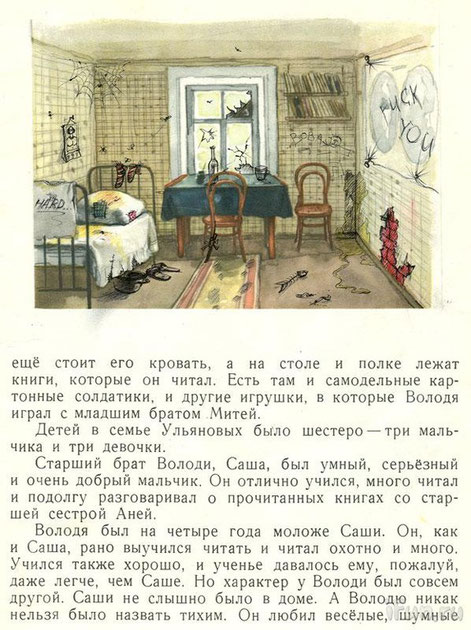 HARD
FUCK
YOU
ещё стоит его кровать, а на столе и полке лежат
книги, которые он читал. Есть там и самодельные кар-
тонные солдатики, и другие игрушки, в которые Володя
играл с младшим братом Митей.
Детей в семье Ульяновых было шестеро — три маль-
чика и три девочки.
Старший брат Володи, Саша, был умный, серьёзный
и очень добрый мальчик. Он отлично учился, много читал
и подолгу разговаривал о прочитанных книгах со стар-
шей сестрой Аней.
Володя был на четыре года моложе Саши. Он, как
и Саша, рано выучился читать и читал охотно и много.
Учился также хорошо, и ученье давалось ему, пожалуй,
даже легче, чем Саше. Но характер у Володи был совсем
другой. Саши не слышно было в доме. А Володю никак
нельзя было назвать тихим. Он любил весёлые, шумные